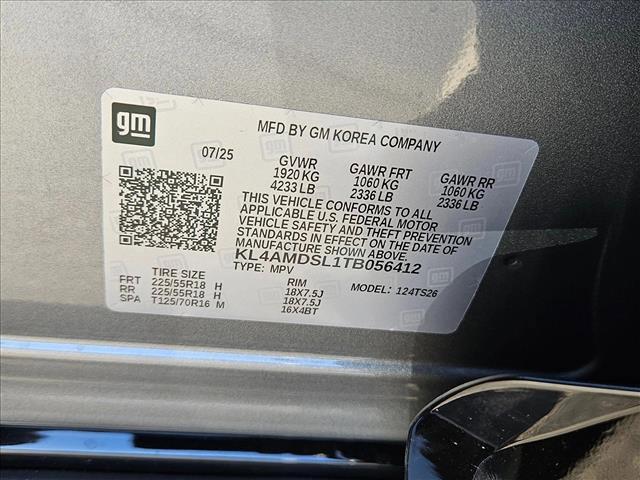 gm
MFD BY GM KOREA COMPANY
07/25
GVWR GAWR FRT GAWR RR
1920 KG 1060 KG 1060 KG
4233 LB 2336 LB 2336 LB
THIS VEHICLE CONFORMS TO ALL
APPLICABLE U.S. FEDERAL MOTOR
VEHICLE SAFETY AND THEFT PREVENTION
STANDARDS IN EFFECT ON THE DATE OF
MANUFACTURE SHOWN ABOVE.
KL4AMDSL1TB056412
TYPE: MPV MODEL: 124TS26
TIRE SIZE RIM
FRT 225/55R18 H 18X7.5J
RR 225/55R18 H 18X7.5J
SPA T125/70R16 M 16X4BT